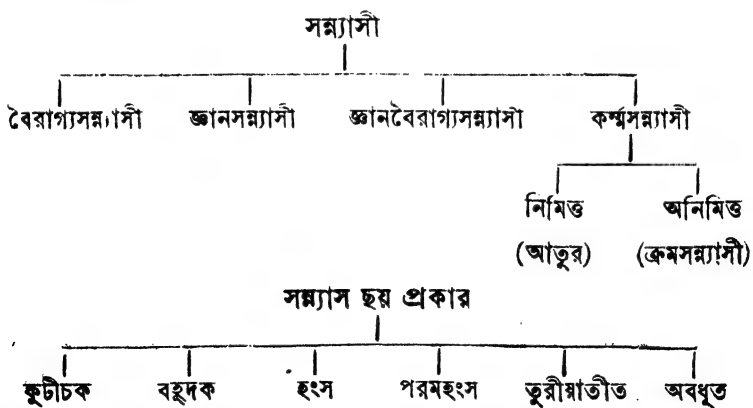 সন্ন্যাসী
বৈরাগ্যসন্ন্যাসী জ্ঞানসন্ন্যাসী জ্ঞানবৈরাগ্যসন্ন্যাসী কর্ম্মসন্ন্যাসী
নিমিত্ত অনিমিত্ত
(আতুর) (ক্রমসন্ন্যাসী)
সন্ন্যাস ছয় প্রকার
কুটীচক বহূদক হংস পরমহংস তুরীয়াতীত অবধূত